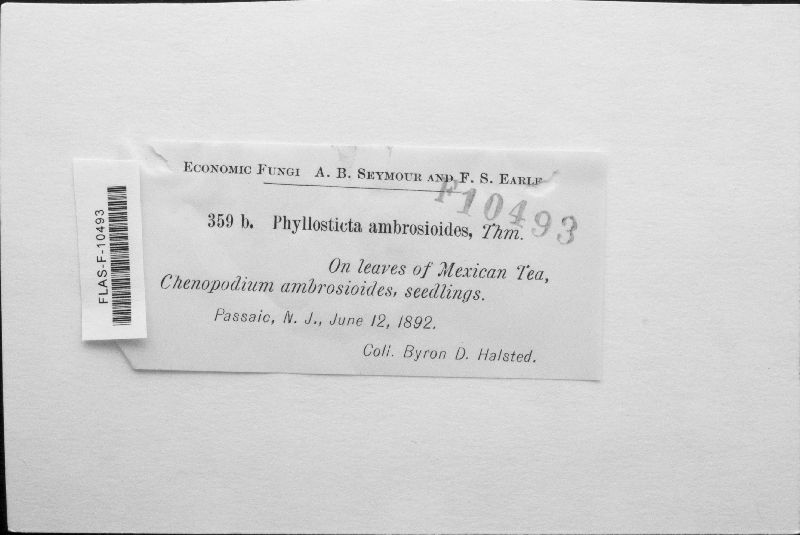 ECONOMIC FUNGI A. B. SEYMOUR AND F. S. EARLE
F10493
359 b. Phyllosticta ambrosioides, Thm.
On leaves of Mexican Tea,
Chenopodium ambrosioides, seedlings.
Passaic, N. J., June 12, 1892.
Coll. Byron D. Halsted.
FLAS-F-10493